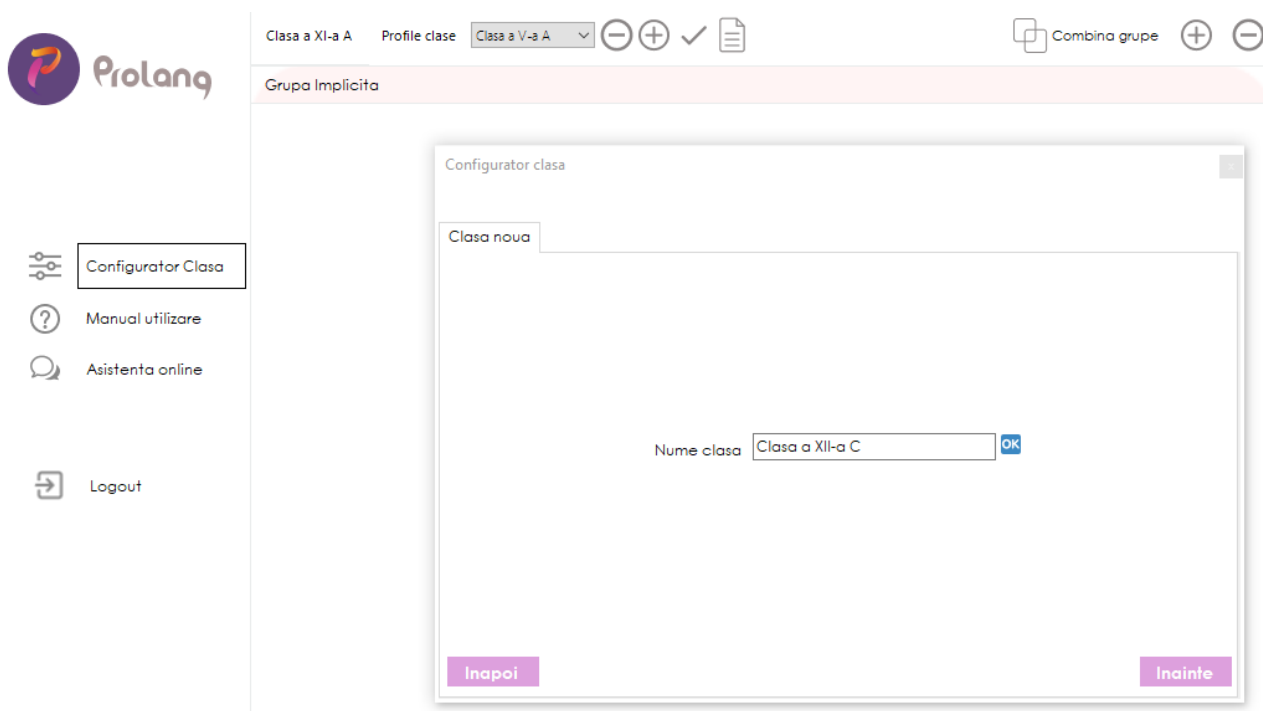 Prolang
Clasa a XI-a A Profile clase Clasa a V-a A Combina grupe
Grupa Implicita
Configurator Clasa
Manual utilizare
Asistenta online
Logout
Configurator clasa
x
Clasa noua
Nume clasa Clasa a XII-a C OK
Inapoi Inainte